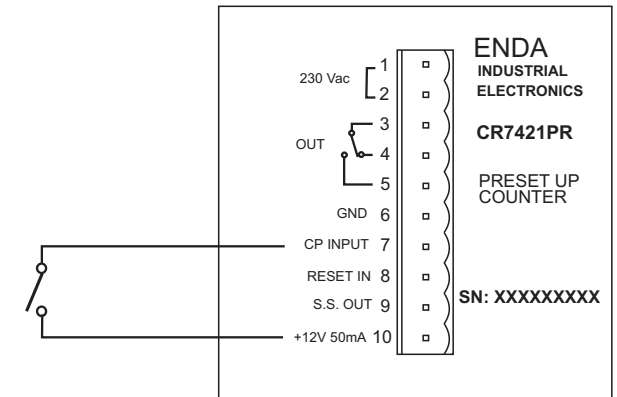 230 Vac
1
2
OUT
3
4
5
GND 6
CP INPUT 7
RESET IN 8
S.S. OUT 9
+12V 50mA 10
ENDA
INDUSTRIAL
ELECTRONICS
CR7421PR
PRESET UP
COUNTER
SN: XXXXXXXXX